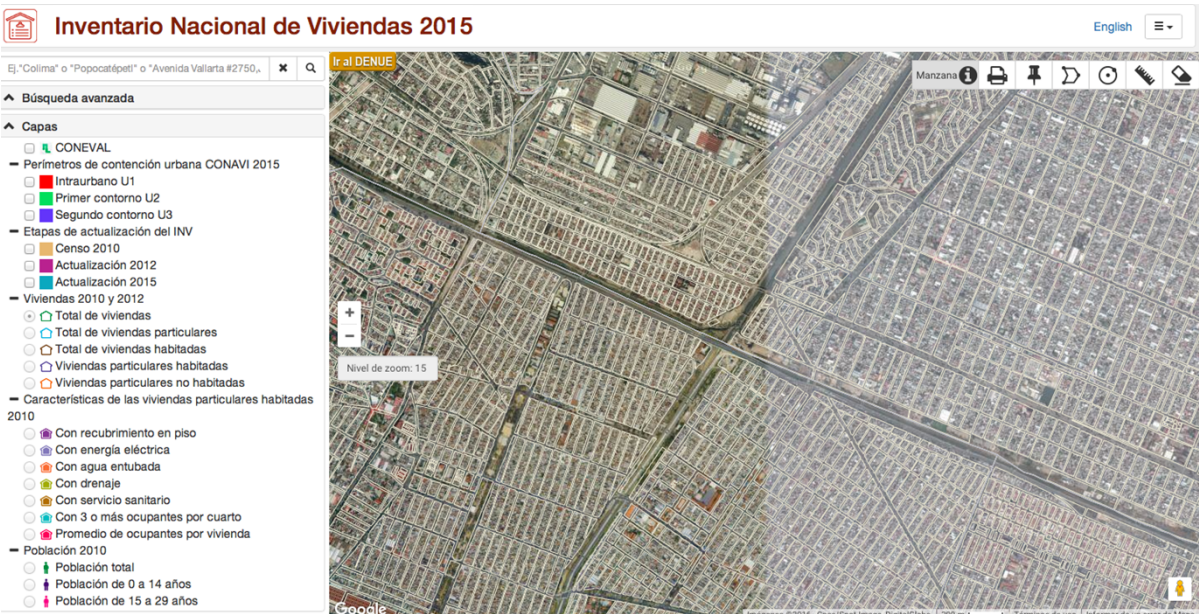 Inventario Nacional de Viviendas 2015
English
Ej."Colima" o "Popocatépetl" o "Avenida Vallarta #2750,
Ir al DENUE
Manzana
Búsqueda avanzada
Capas
CONEVAL
Perímetros de contención urbana CONAVI 2015
Intraurbano U1
Primer contorno U2
Segundo contorno U3
Etapas de actualización del INV
Censo 2010
Actualización 2012
Actualización 2015
Viviendas 2010 y 2012
Total de viviendas
Total de viviendas particulares
Total de viviendas habitadas
Viviendas particulares habitadas
Viviendas particulares no habitadas
Características de las viviendas particulares habitadas
2010
Con recubrimiento en piso
Con energía eléctrica
Con agua entubada
Con drenaje
Con servicio sanitario
Con 3 o más ocupantes por cuarto
Promedio de ocupantes por vivienda
Población 2010
Población total
Población de 0 a 14 años
Población de 15 a 29 años
+
−
Nivel de zoom: 15
Google